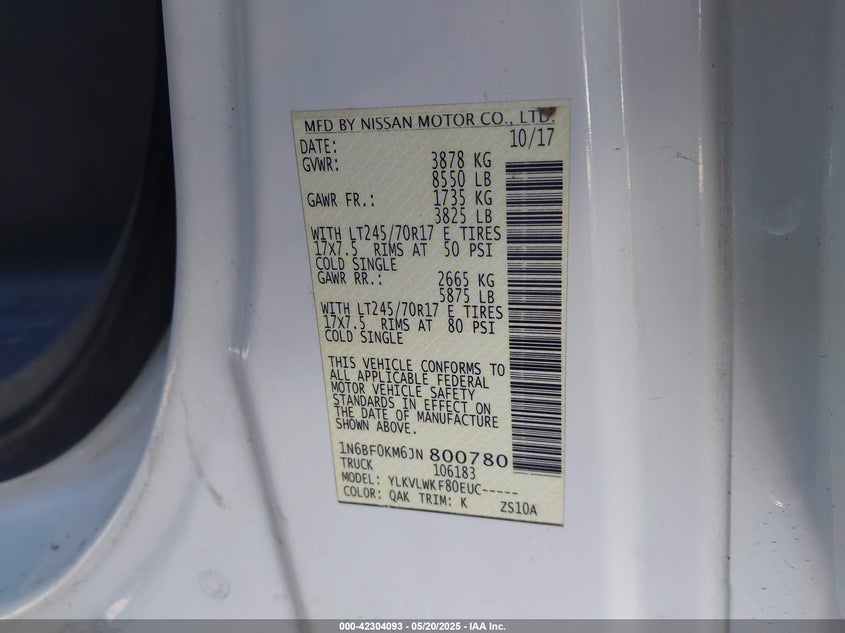 MFD BY NISSAN MOTOR CO., LTD.
DATE: 10/17
GVWR: 3878 KG
8550 LB
GAWR FR.: 1735 KG
3825 LB
WITH LT245/70R17 E TIRES
17X7.5 RIMS AT 50 PSI
COLD SINGLE
GAWR RR.: 2665 KG
5875 LB
WITH LT245/70R17 E TIRES
17X7.5 RIMS AT 80 PSI
COLD SINGLE
THIS VEHICLE CONFORMS TO
ALL APPLICABLE FEDERAL
MOTOR VEHICLE SAFETY
STANDARDS IN EFFECT ON
THE DATE OF MANUFACTURE
SHOWN ABOVE.
1N6BF0KM6JN 800780
TRUCK 106183
MODEL: YLKVLWKF80EUC-----
COLOR: QAK TRIM: K ZS10A
000-42304093 - 05/20/2025 - IAA Inc.